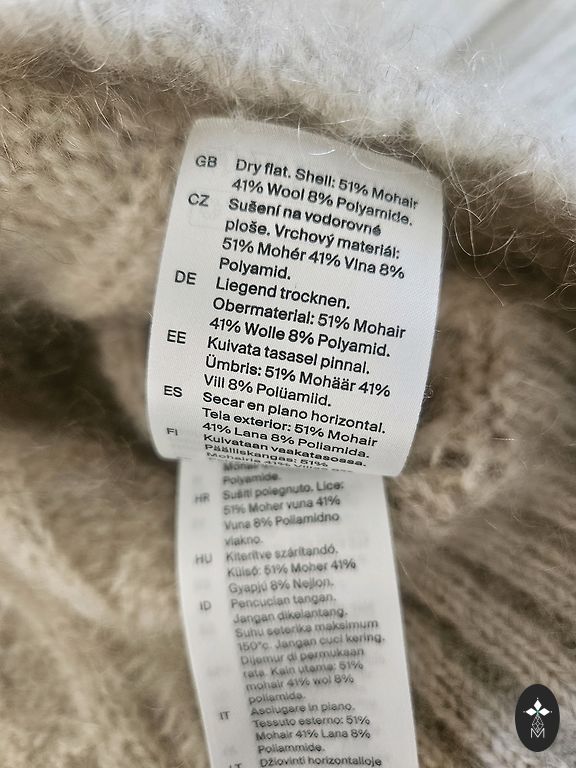 GB Dry flat. Shell: 51% Mohair
41% Wool 8% Polyamide.
CZ Sušení na vodorovné
ploše. Vrchový materiál:
51% Mohér 41% Vlna 8%
Polyamid.
DE Liegend trocknen.
Obermaterial: 51% Mohair
41% Wolle 8% Polyamid.
EE Kuivata tasasel pinnal.
Ümbris: 51% Mohäär 41%
Vill 8% Polüamiid.
ES Secar en plano horizontal.
Tela exterior: 51% Mohair
41% Lana 8% Poliamida.
FI Kuivataan vaakatasossa.
Päälliskangas: 51%
Mohairia 41%
Polyamide.
HR Sušiti polegnuto. Lice:
51% Moher vuna 41%
Vuna 8% Poliamidno
vlakno.
HU Kiterítve szárítandó.
Külső: 51% Moher 41%
Gyapjú 8% Nejlon.
ID Pencucian tangan.
Jangan dikelantang.
Suhu seterika maksimum
150°c. Jangan cuci kering.
Dijemur di permukaan
rata. Kain utama: 51%
mohair 41% wol 8%
poliamida.
IT Asciugare in piano.
Tessuto esterno: 51%
Mohair 41% Lana 8%
Poliammide.
LT Džiovinti horizontalioje
M